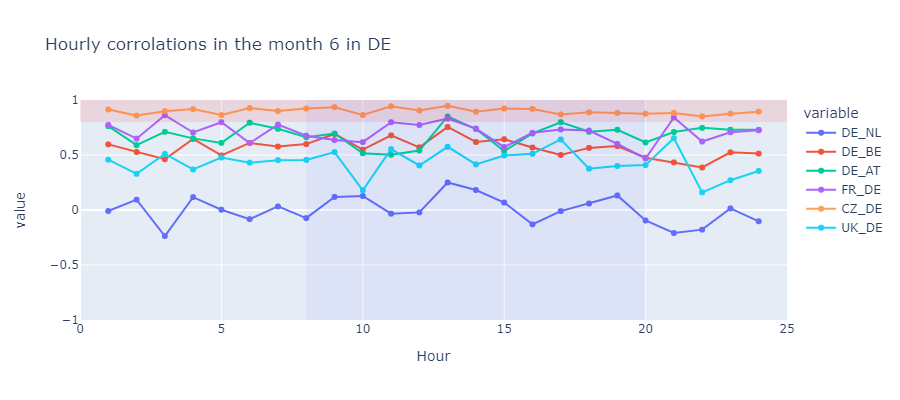 Hourly corrolations in the month 6 in DE
variable
DE_NL
DE_BE
DE_AT
FR_DE
CZ_DE
UK_DE
value
1
0.5
0
−0.5
−1
0
5
10
15
20
25
Hour